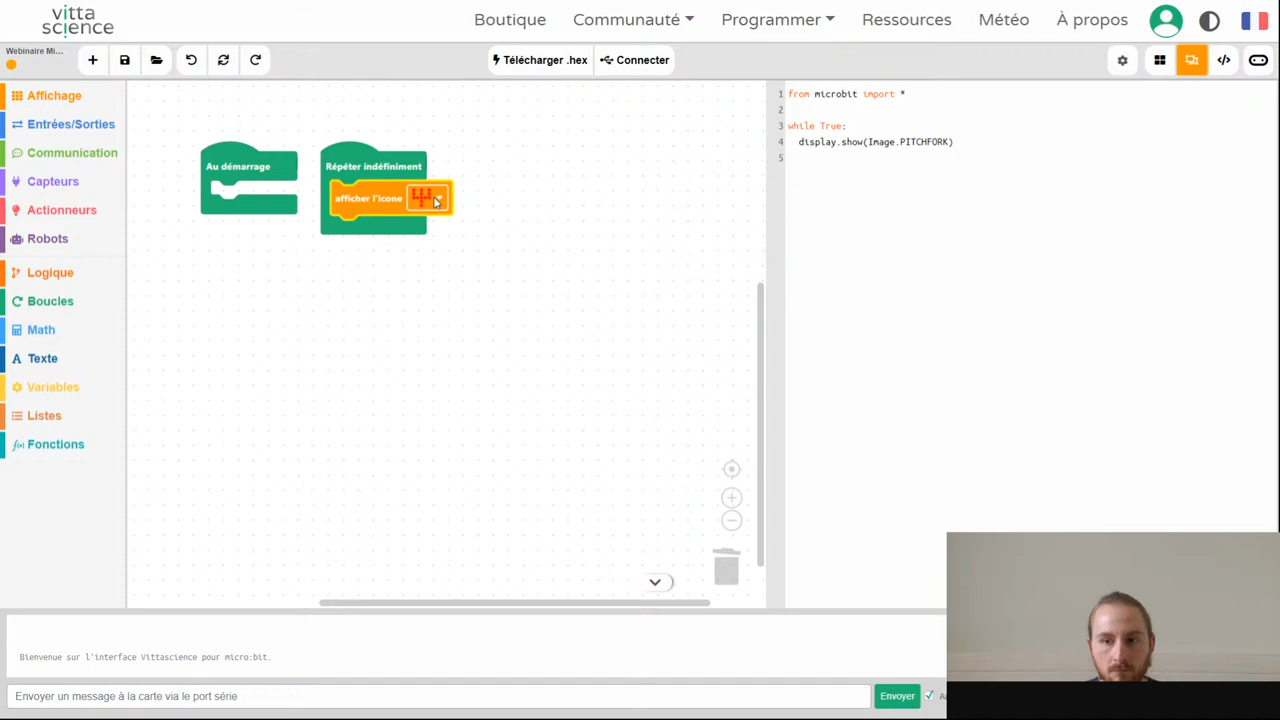 vitta
science
Boutique
Communauté
Programmer
Ressources
Météo
À propos
Webinaire Mi...
Télécharger .hex
Connecter
Affichage
Entrées/Sorties
Communication
Capteurs
Actionneurs
Robots
Logique
Boucles
Math
A Texte
Variables
Listes
f(x) Fonctions
Au démarrage
Répéter indéfiniment
afficher l'icone
1 from microbit import *
2
3 while True:
4 display.show(Image.PITCHFORK)
5
Bienvenue sur l'interface Vittascience pour micro:bit.
Envoyer un message à la carte via le port série
Envoyer